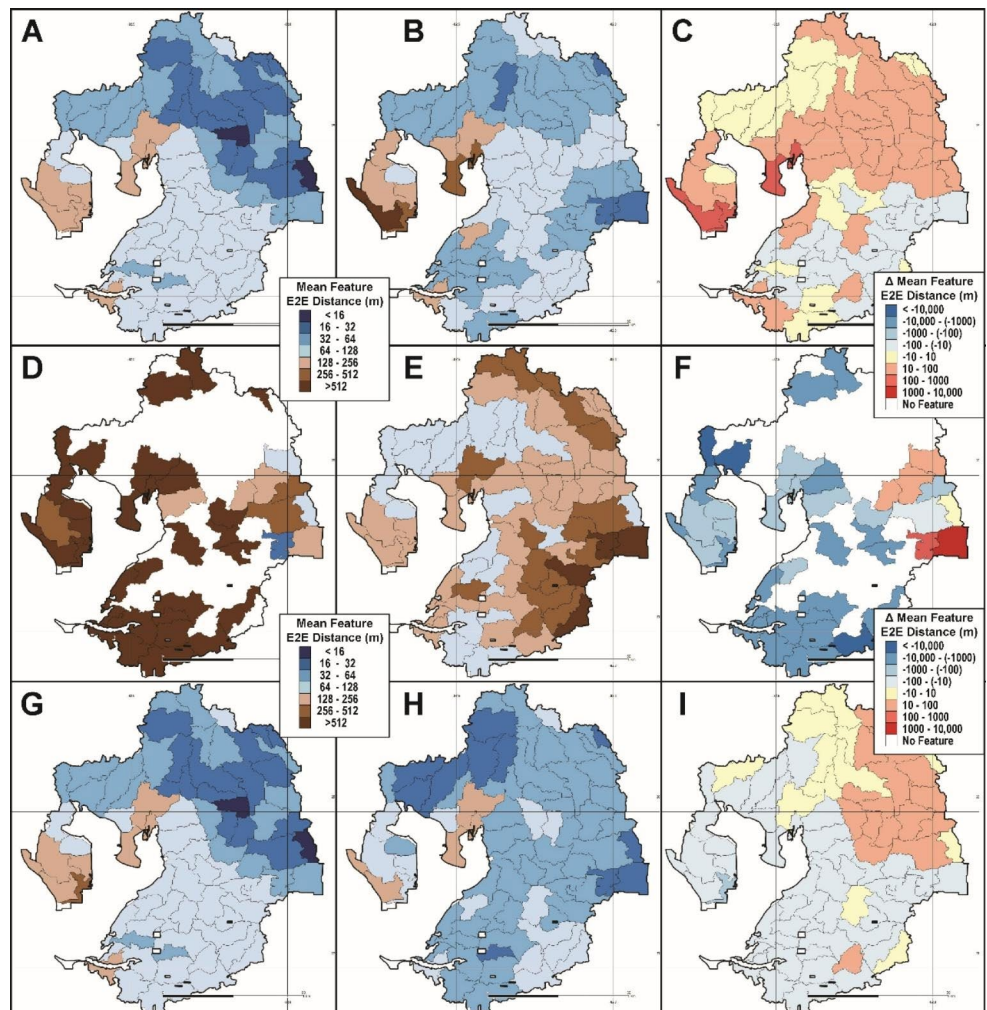 A
B
C
Mean Feature
E2E Distance (m)
< 16
16 - 32
32 - 64
64 - 128
128 - 256
256 - 512
>512
Δ Mean Feature
E2E Distance (m)
< -10,000
-10,000 - (-1000)
-1000 - (-100)
-100 - (-10)
-10 - 10
10 - 100
100 - 1000
1000 - 10,000
No Feature
D
E
F
Mean Feature
E2E Distance (m)
< 16
16 - 32
32 - 64
64 - 128
128 - 256
256 - 512
>512
Δ Mean Feature
E2E Distance (m)
< -10,000
-10,000 - (-1000)
-1000 - (-100)
-100 - (-10)
-10 - 10
10 - 100
100 - 1000
1000 - 10,000
No Feature
G
H
I